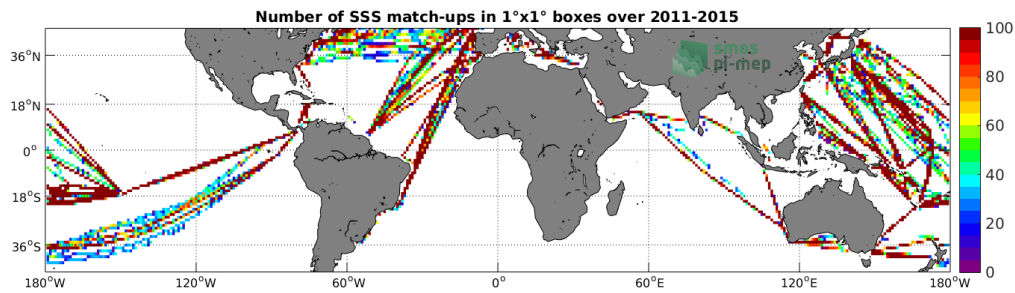 Number of SSS match-ups in 1°x1° boxes over 2011-2015
36°N
18°N
0°
18°S
36°S
180°W
120°W
60°W
0°
60°E
120°E
180°E
100
80
60
40
20
0
smos
pi-mep